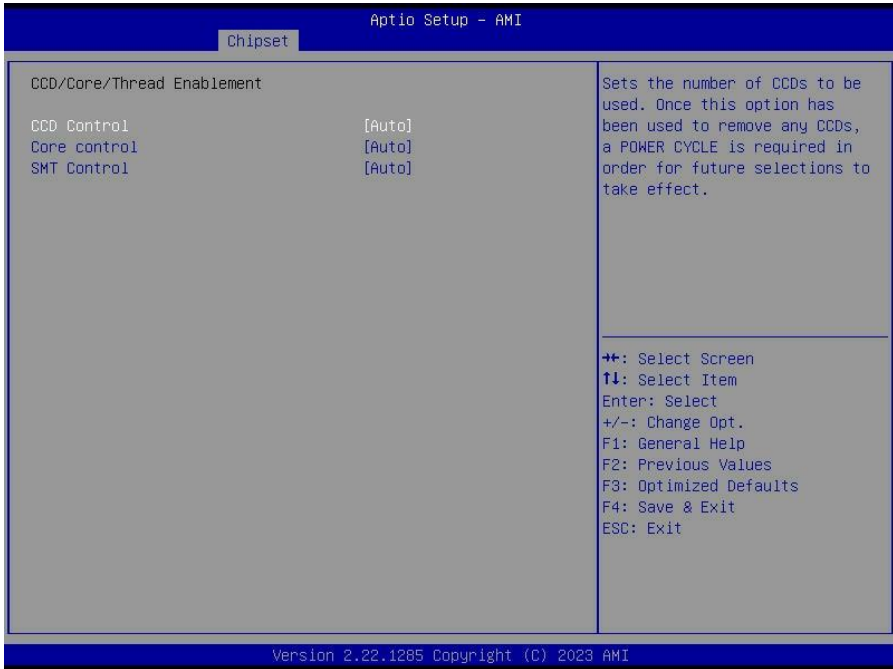 Aptio Setup - AMI
Chipset
CCD/Core/Thread Enablement
CCD Control [Auto]
Core control [Auto]
SMT Control [Auto]
Sets the number of CCDs to be
used. Once this option has
been used to remove any CCDs,
a POWER CYCLE is required in
order for future selections to
take effect.
→←: Select Screen
↑↓: Select Item
Enter: Select
+/-: Change Opt.
F1: General Help
F2: Previous Values
F3: Optimized Defaults
F4: Save & Exit
ESC: Exit
Version 2.22.1285 Copyright (C) 2023 AMI